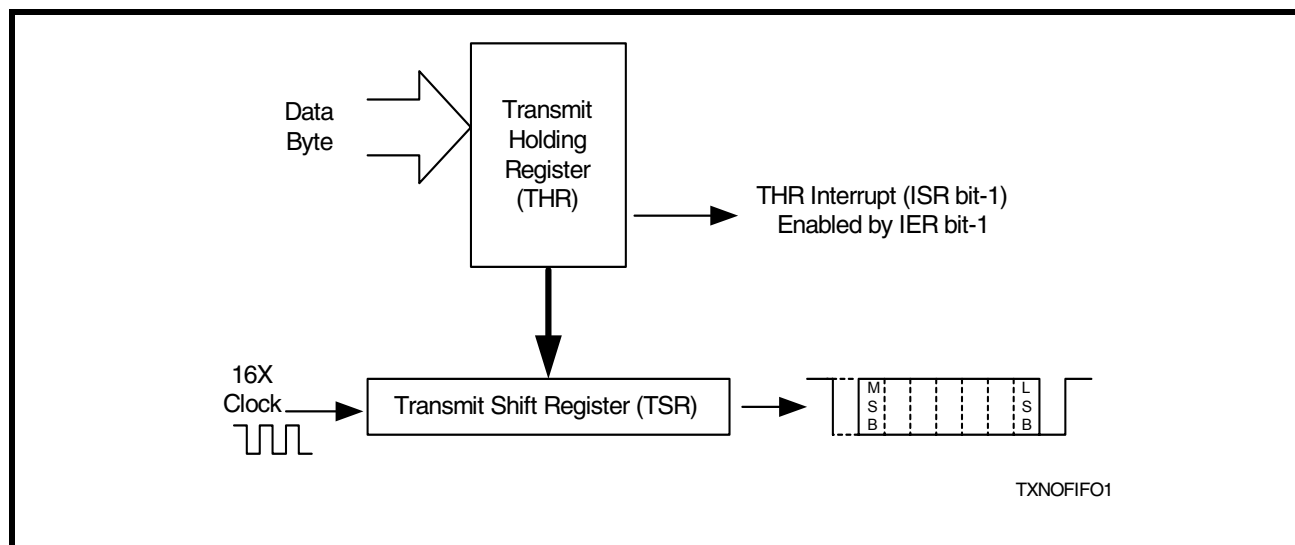 Data
Byte
Transmit
Holding
Register
(THR)
THR Interrupt (ISR bit-1)
Enabled by IER bit-1
16X
Clock
Transmit Shift Register (TSR)
M
S
B
L
S
B
TXNOFIFO1